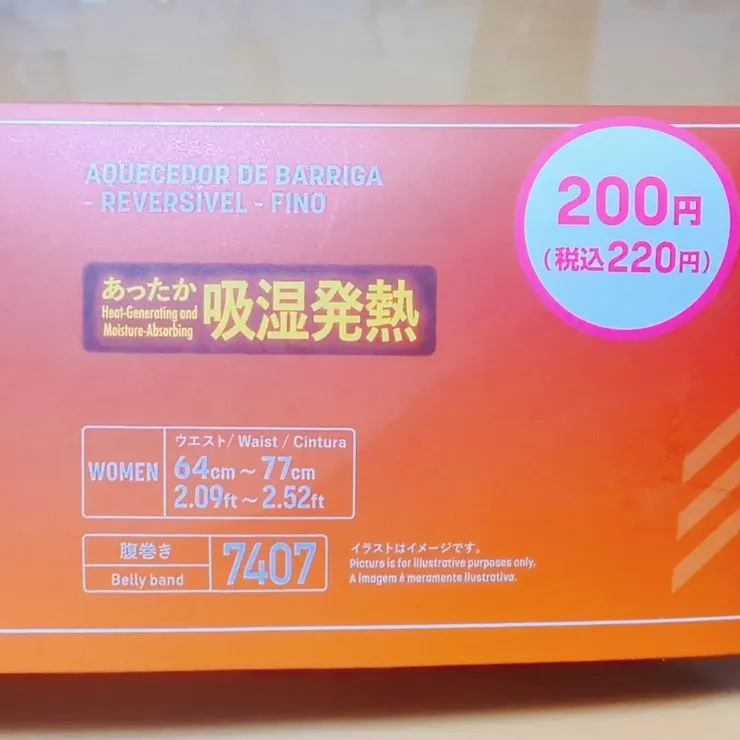 AQUECEDOR DE BARRIGA
- REVERSÍVEL - FINO
200円
(税込220円)
あったか
Heat-Generating and
Moisture-Absorbing
吸湿発熱
WOMEN
ウエスト/ Waist / Cintura
64cm～77cm
2.09ft～2.52ft
腹巻き
Belly band
7407
イラストはイメージです。
Picture is for illustrative purposes only.
A imagem é meramente ilustrativa.